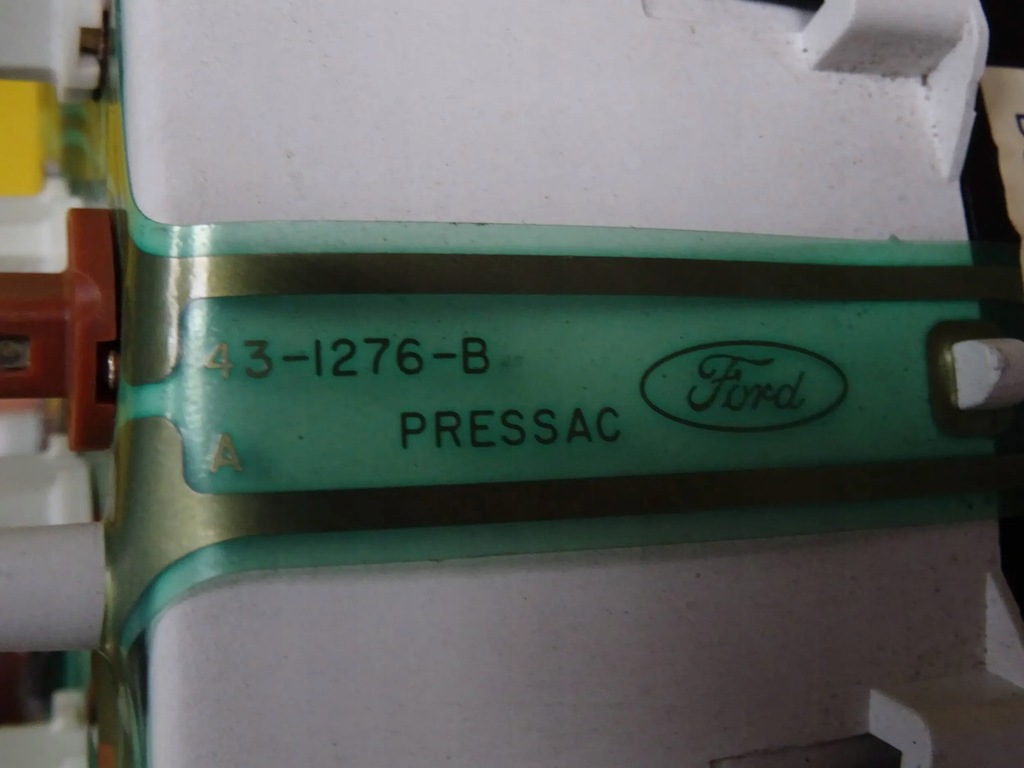 43-1276-B
Ford
PRESSAC
A